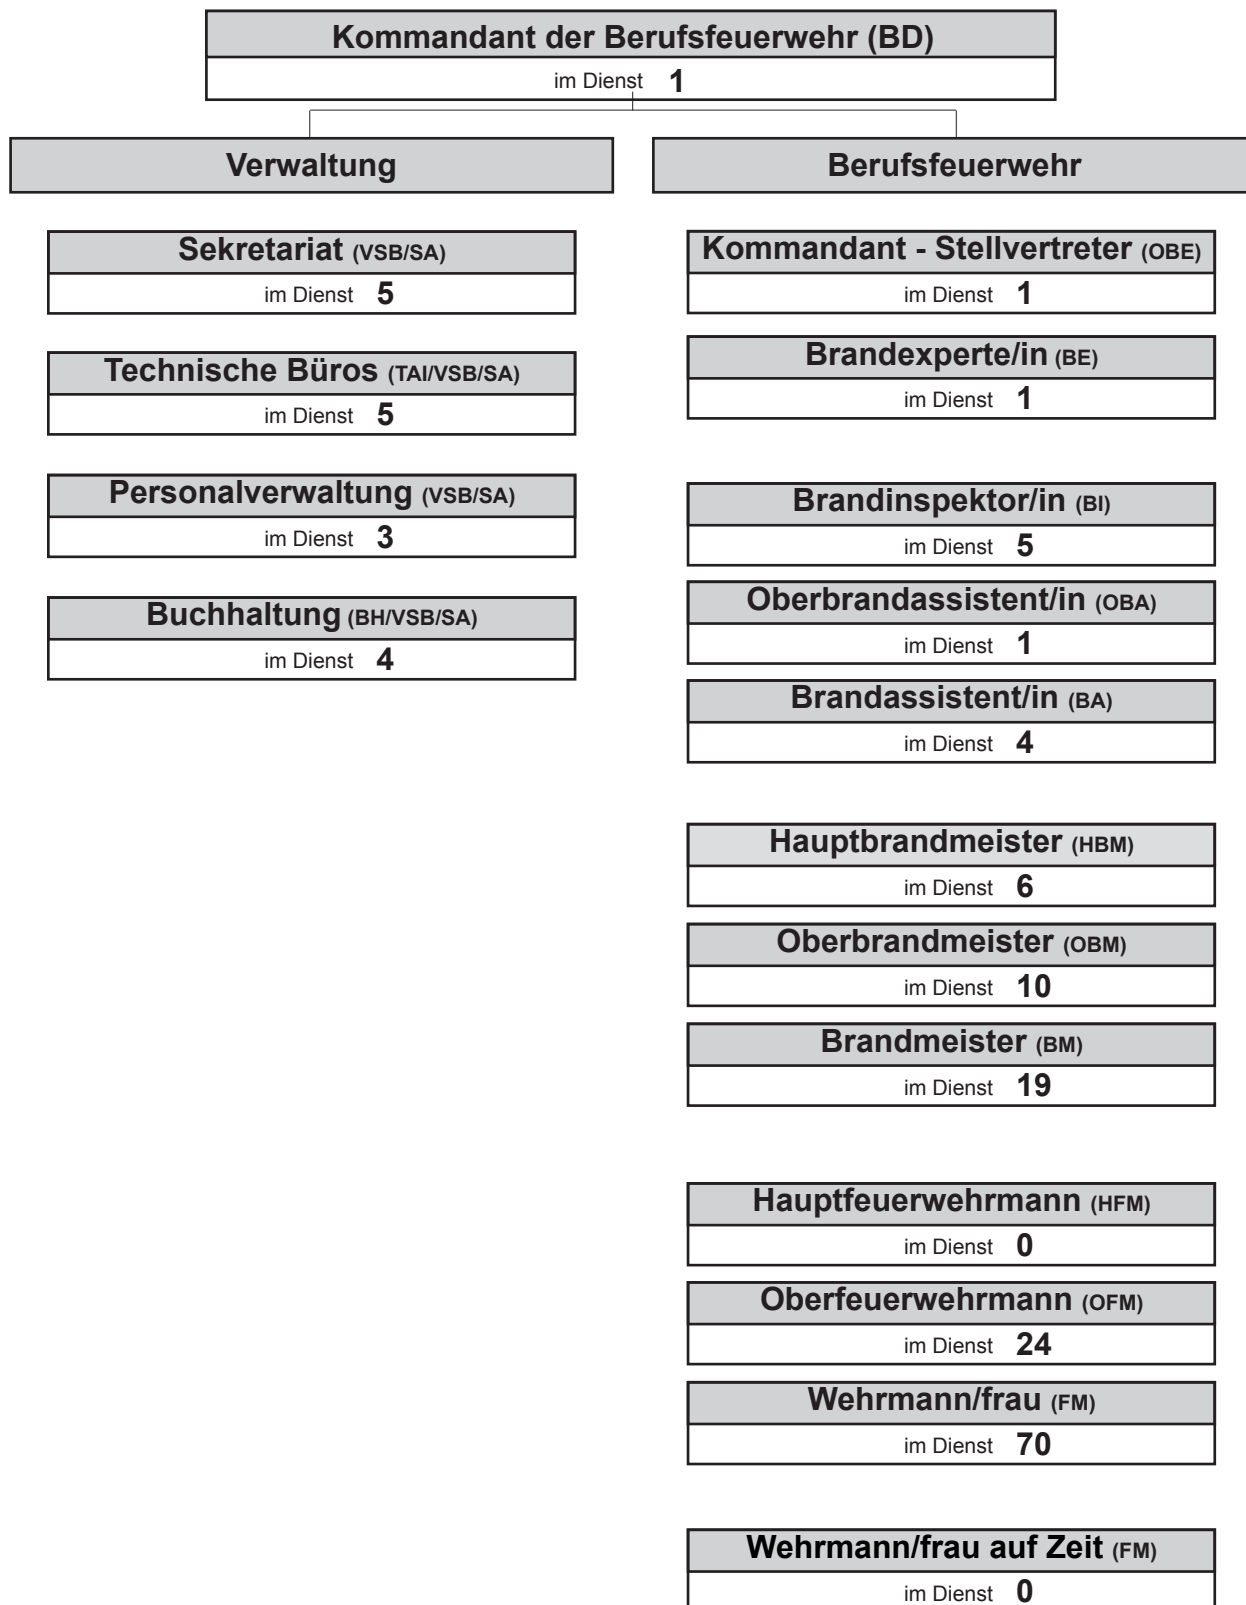 Kommandant der Berufsfeuerwehr (BD)
im Dienst 1
Verwaltung
Sekretariat (VSB/SA)
im Dienst 5
Technische Büros (TAI/VSB/SA)
im Dienst 5
Personalverwaltung (VSB/SA)
im Dienst 3
Buchhaltung (BH/VSB/SA)
im Dienst 4
Berufsfeuerwehr
Kommandant - Stellvertreter (OBE)
im Dienst 1
Brandexperte/in (BE)
im Dienst 1
Brandinspektor/in (BI)
im Dienst 5
Oberbrandassistent/in (OBA)
im Dienst 1
Brandassistent/in (BA)
im Dienst 4
Hauptbrandmeister (HBM)
im Dienst 6
Oberbrandmeister (OBM)
im Dienst 10
Brandmeister (BM)
im Dienst 19
Hauptfeuerwehrmann (HFM)
im Dienst 0
Oberfeuerwehrmann (OFM)
im Dienst 24
Wehrmann/frau (FM)
im Dienst 70
Wehrmann/frau auf Zeit (FM)
im Dienst 0